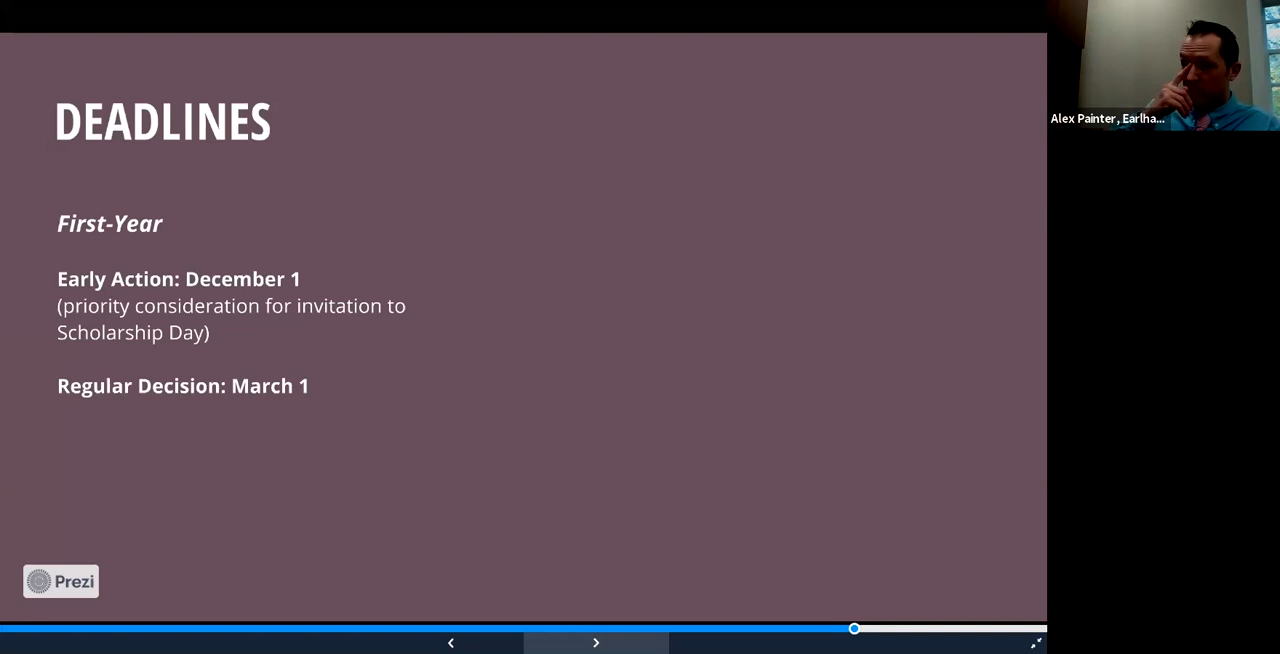 DEADLINES
First-Year
Early Action: December 1
(priority consideration for invitation to
Scholarship Day)
Regular Decision: March 1
Prezi
Alex Painter, Earlha...